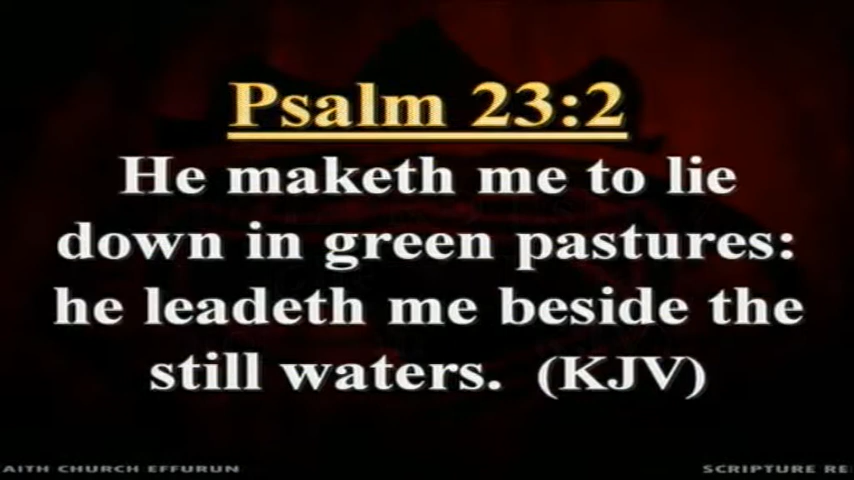 Psalm 23:2
He maketh me to lie
down in green pastures:
he leadeth me beside the
still waters. (KJV)
AITH CHURCH EFFURUN
SCRIPTURE RE